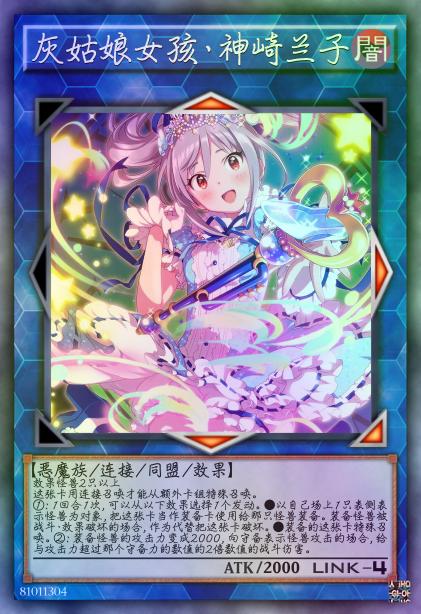 灰姑娘女孩·神崎兰子闇
【恶魔族/连接/同盟/效果】
效果怪兽2只以上
这张卡用连接召唤才能从额外卡组特殊召唤。
①：1回合1次，可以从以下效果选择1个发动。●以自己场上1只表侧表
示怪兽为对象，把这张卡当作装备卡使用给那只怪兽装备。装备怪兽被
战斗·效果破坏的场合，作为代替把这张卡破坏。●装备的这张卡特殊召
唤。②：装备怪兽的攻击力变成2000，向守备表示怪兽攻击的场合，给
与攻击力超过那个守备力的数值的2倍数值的战斗伤害。
ATK/2000 LINK-4
81011304